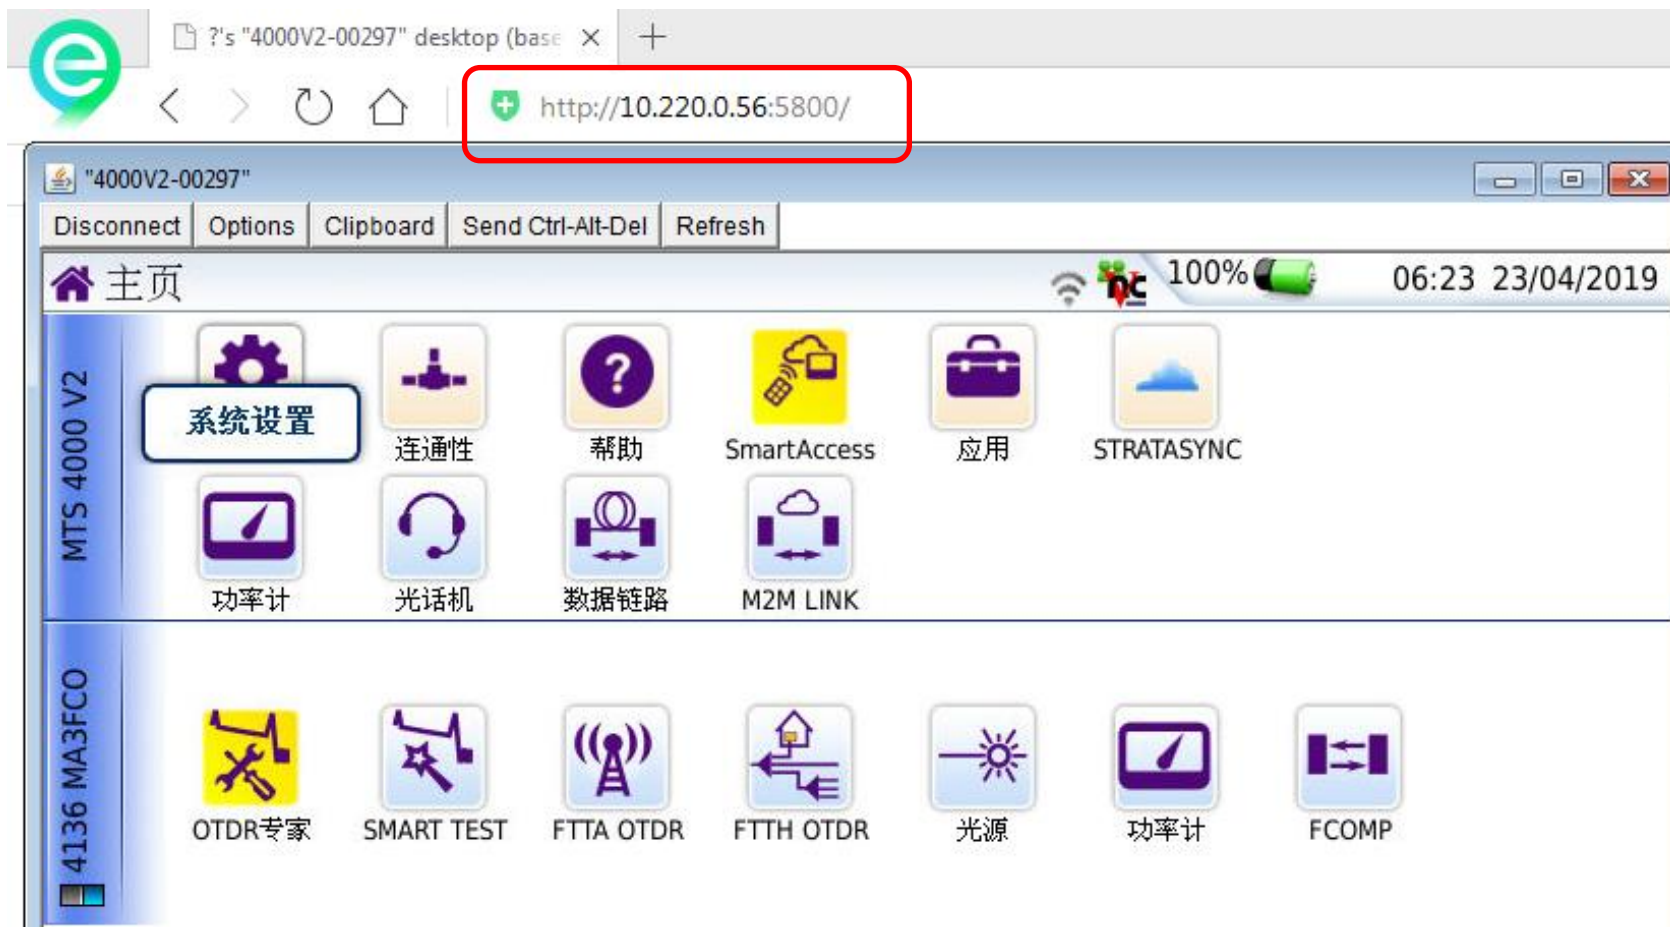 ?'s "4000V2-00297" desktop (base
http://10.220.0.56:5800/
"4000V2-00297"
Disconnect Options Clipboard Send Ctrl-Alt-Del Refresh
主页 100% 06:23 23/04/2019
MTS 4000 V2
系统设置 连通性 帮助 SmartAccess 应用 STRATASYNC
功率计 光话机 数据链路 M2M LINK
4136 MA3FCO
OTDR专家 SMART TEST FTTA OTDR FTTH OTDR 光源 功率计 FCOMP